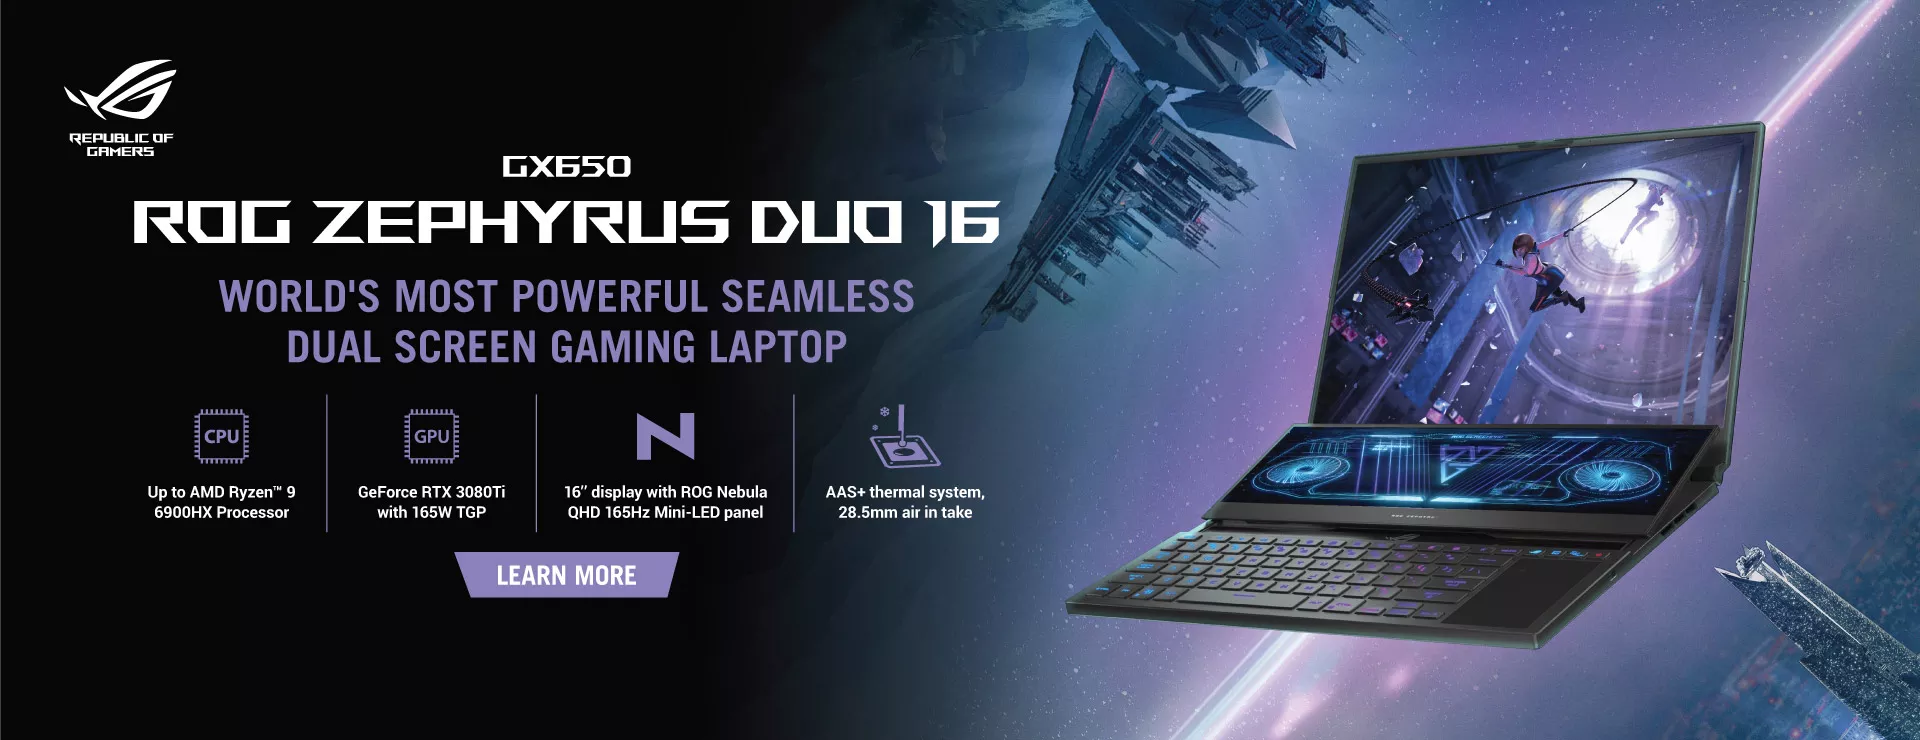 REPUBLIC OF
GAMERS
GX650
ROG ZEPHYRUS DUO 16
WORLD'S MOST POWERFUL SEAMLESS
DUAL SCREEN GAMING LAPTOP
CPU
Up to AMD Ryzen™ 9
6900HX Processor
GPU
GeForce RTX 3080Ti
with 165W TGP
N
16″ display with ROG Nebula
QHD 165Hz Mini-LED panel
AAS+ thermal system,
28.5mm air in take
LEARN MORE
ROG ZEPHYRUS